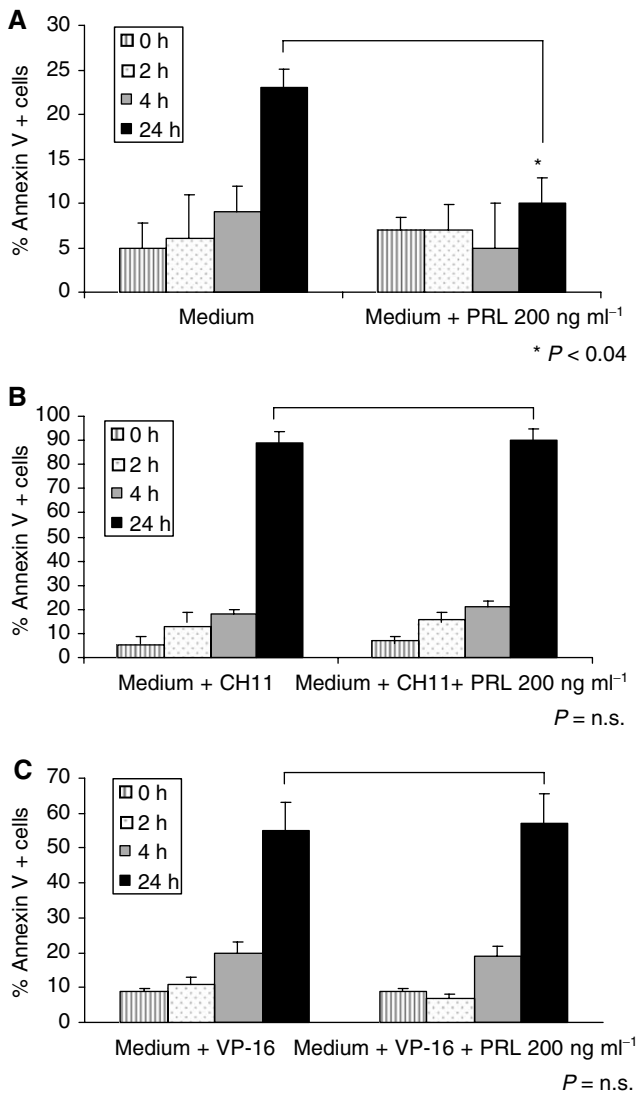 A
% Annexin V + cells
30
25
20
15
10
5
0
0 h
2 h
4 h
24 h
*
Medium
Medium + PRL 200 ng ml⁻¹
* P < 0.04
B
% Annexin V + cells
100
90
80
70
60
50
40
30
20
10
0
0 h
2 h
4 h
24 h
Medium + CH11
Medium + CH11+ PRL 200 ng ml⁻¹
P = n.s.
C
% Annexin V + cells
70
60
50
40
30
20
10
0
0 h
2 h
4 h
24 h
Medium + VP-16
Medium + VP-16 + PRL 200 ng ml⁻¹
P = n.s.